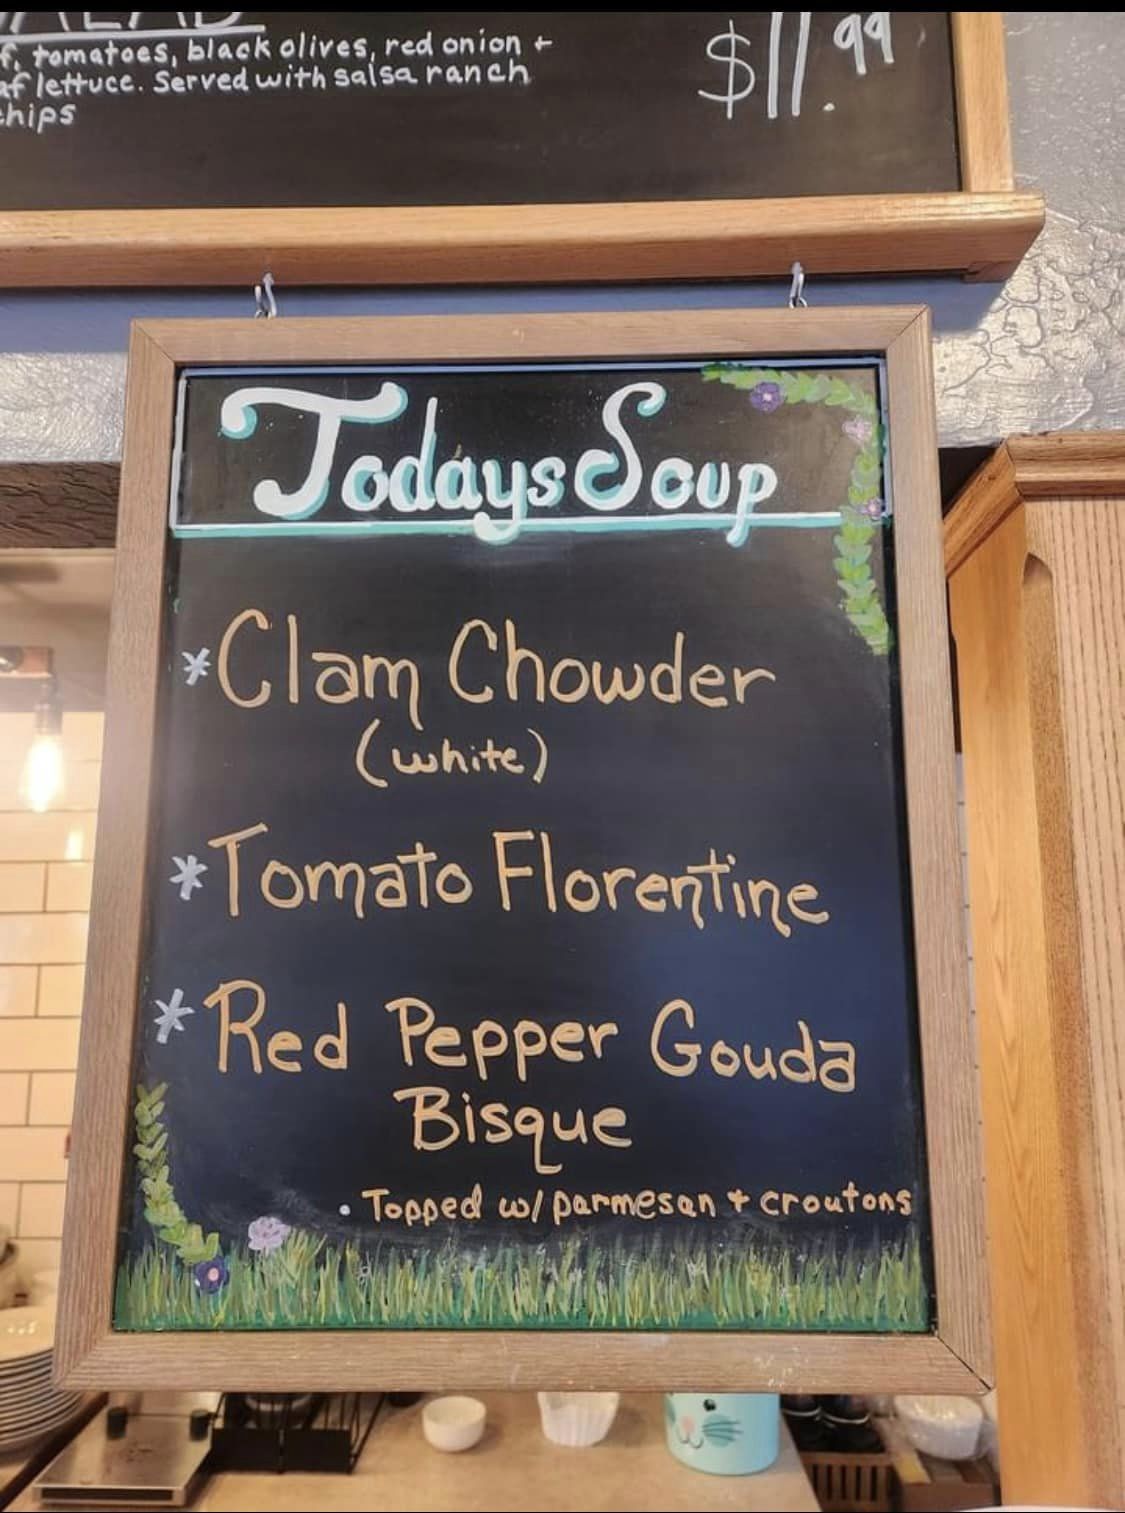 tomatoes, black olives, red onion +
lettuce. Served with salsa ranch
chips
$11.99
Todays Soup
*Clam Chowder
(white)
*Tomato Florentine
*Red Pepper Gouda
Bisque
• Topped w/ parmesan + croutons